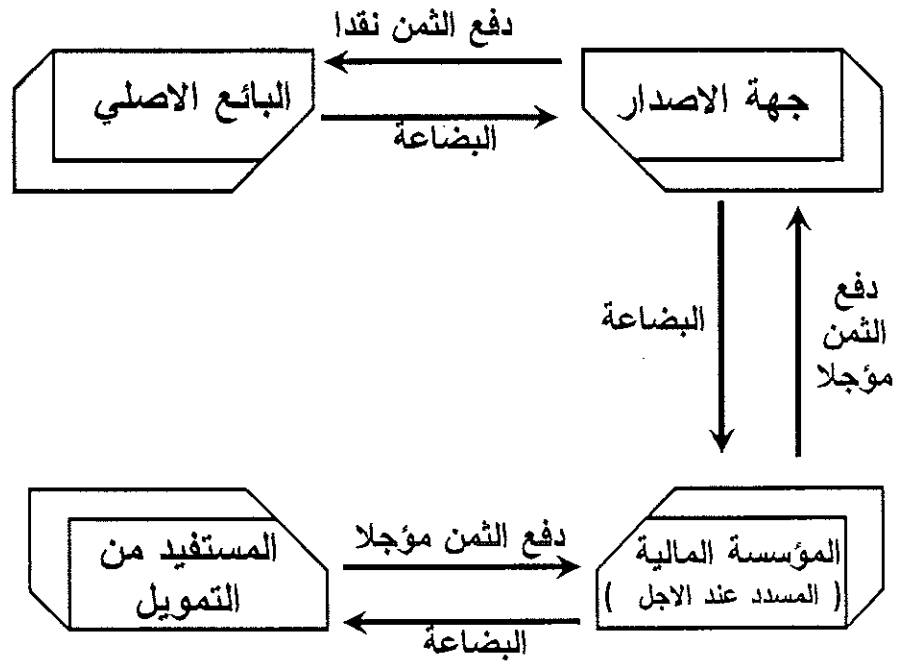 دفع الثمن نقدا
جهة الاصدار
البائع الاصلي
البضاعة
البضاعة
دفع
الثمن
مؤجلا
المؤسسة المالية
( المسدد عند الاجل )
دفع الثمن مؤجلا
المستفيد من
التمويل
البضاعة